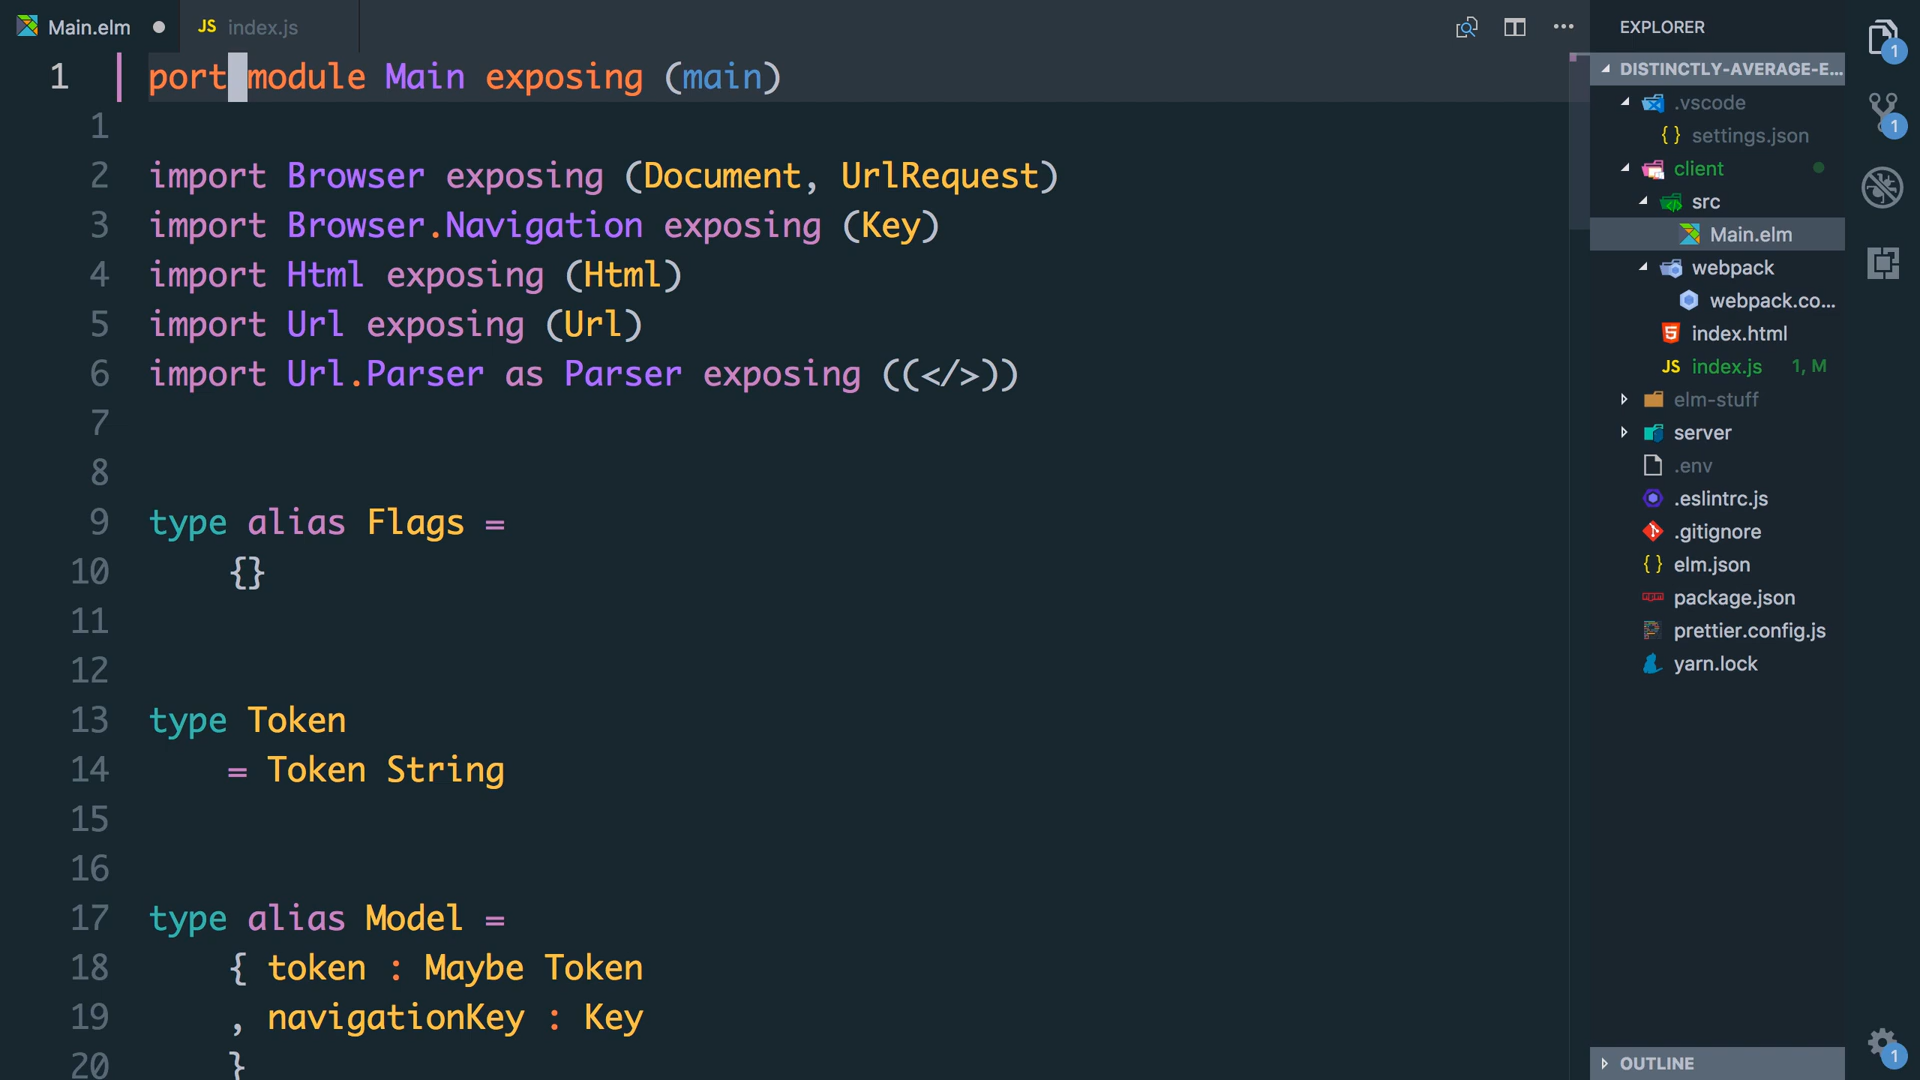 Main.elm
JS index.js
1 port module Main exposing (main)
1
2 import Browser exposing (Document, UrlRequest)
3 import Browser.Navigation exposing (Key)
4 import Html exposing (Html)
5 import Url exposing (Url)
6 import Url.Parser as Parser exposing ((</>))
7
8
9 type alias Flags =
10 {}
11
12
13 type Token
14 = Token String
15
16
17 type alias Model =
18 { token : Maybe Token
19 , navigationKey : Key
20 }
EXPLORER
DISTINCTLY-AVERAGE-E...
.vscode
{ } settings.json
client
src
Main.elm
webpack
webpack.co...
index.html
JS index.js 1, M
elm-stuff
server
.env
.eslintrc.js
.gitignore
{ } elm.json
package.json
prettier.config.js
yarn.lock
OUTLINE
1
1
1